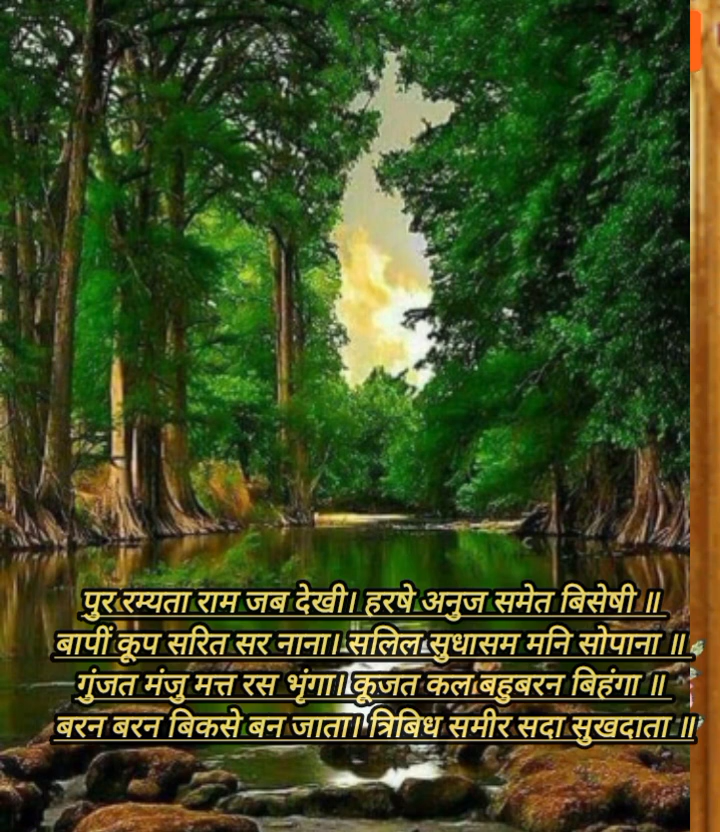 पुर रम्यता राम जब देखी। हरषे अनुज समेत बिसेषी ॥
बापीं कूप सरित सर नाना। सलिल सुधासम मनि सोपाना ॥
गुंजत मंजु मत्त रस भृंगा। कूजत कल बहुबरन बिहंगा ॥
बरन बरन बिकसे बन जाता। त्रिबिध समीर सदा सुखदाता ॥